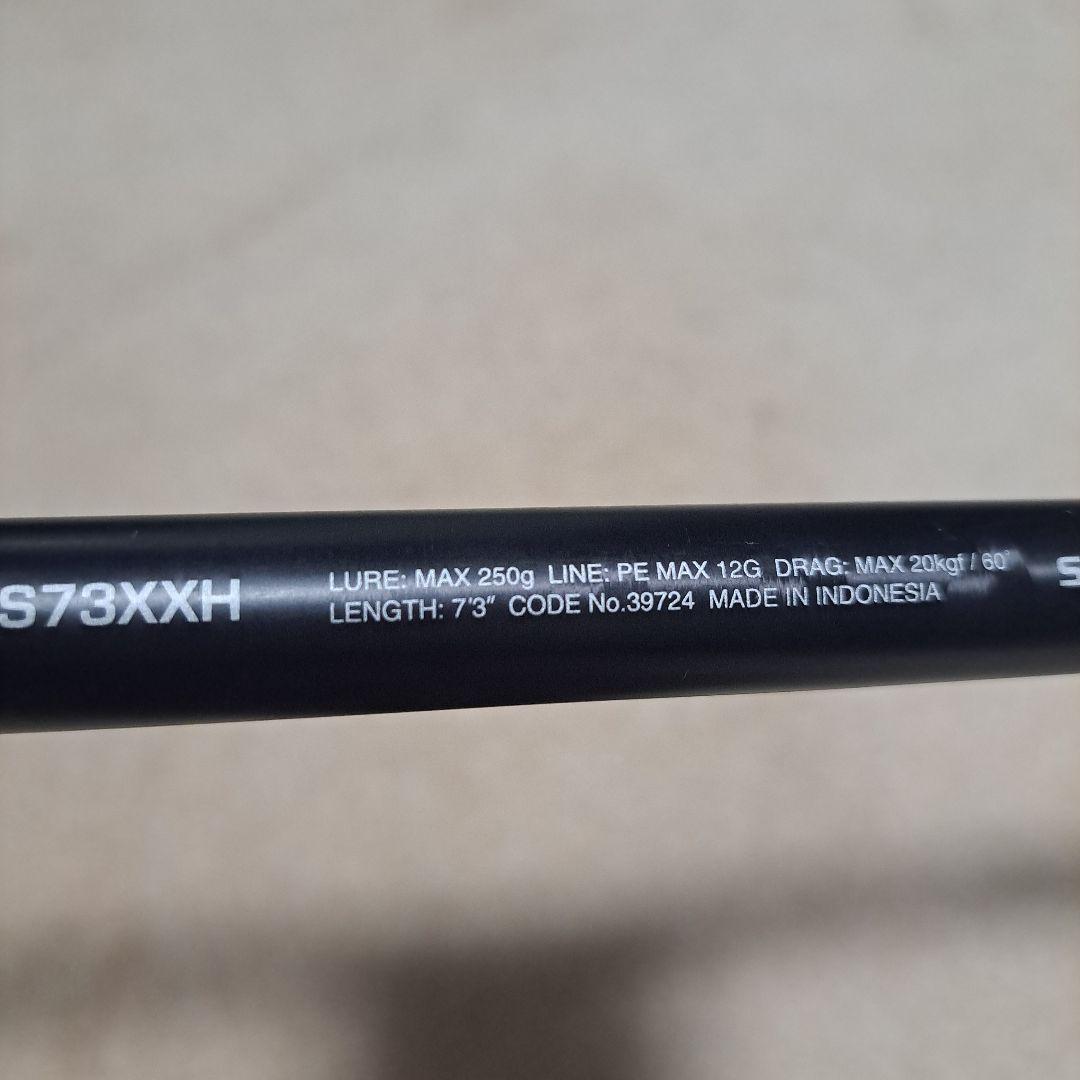 S73XXH
LURE: MAX 250g LINE: PE MAX 12G DRAG: MAX 20kgf / 60°
LENGTH: 7'3" CODE No.39724 MADE IN INDONESIA
S